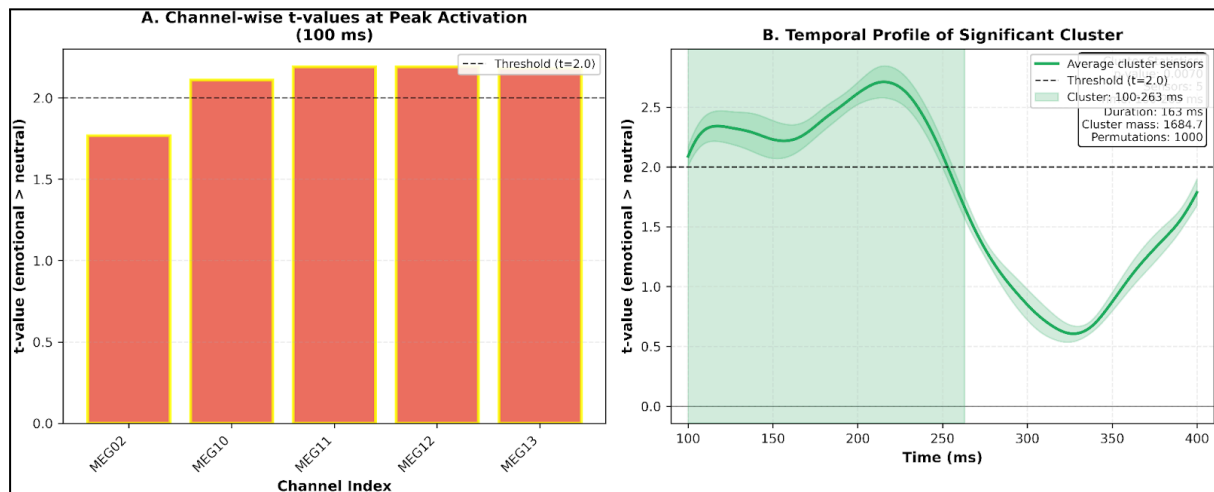 A. Channel-wise t-values at Peak Activation
(100 ms)
t-value (emotional > neutral)
2.0
1.5
1.0
0.5
0.0
Threshold (t=2.0)
MEG02
MEG10
MEG11
MEG12
MEG13
Channel Index
B. Temporal Profile of Significant Cluster
t-value (emotional > neutral)
2.5
2.0
1.5
1.0
0.5
0.0
Average cluster sensors
Threshold (t=2.0)
Cluster: 100-263 ms
Duration: 163 ms
Cluster mass: 1684.7
Permutations: 1000
100
150
200
250
300
350
400
Time (ms)